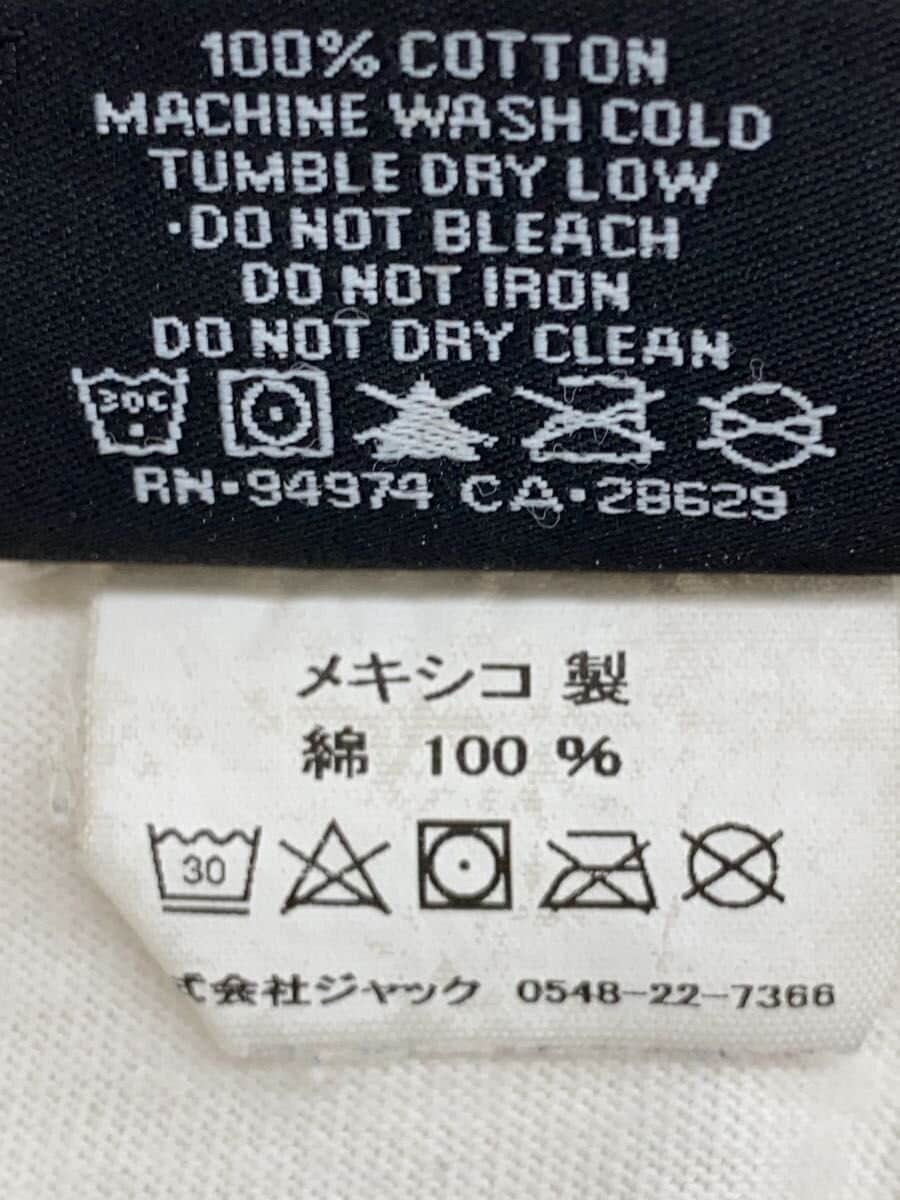 100% COTTON
MACHINE WASH COLD
TUMBLE DRY LOW
·DO NOT BLEACH
DO NOT IRON
DO NOT DRY CLEAN
30C
RN·94974 CA·28629
メキシコ 製
綿 100 %
30
式会社ジャック 0548-22-7366